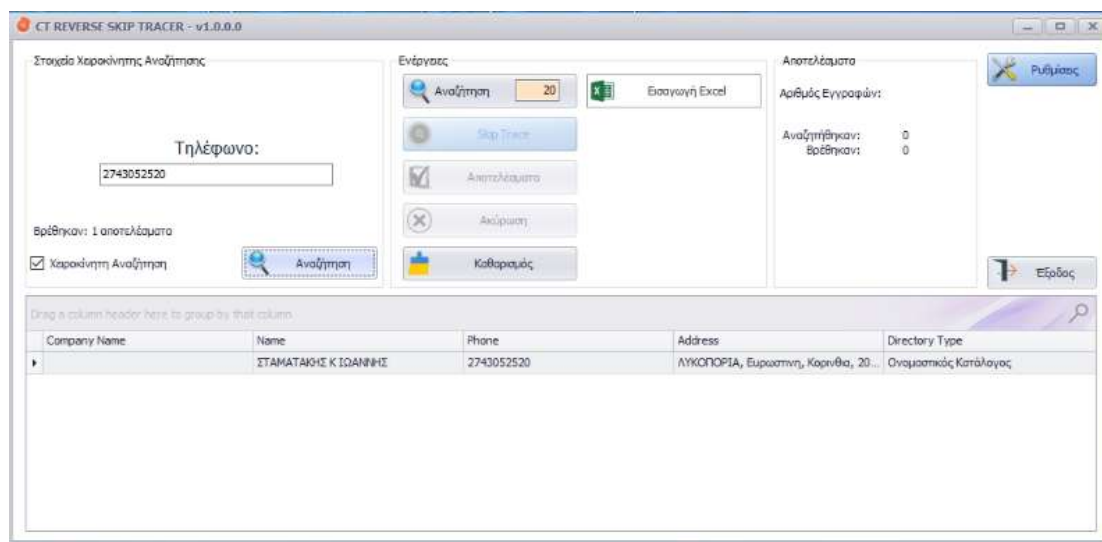 CT REVERSE SKIP TRACER - v1.0.0.0
Στοιχεία Χειροκίνητης Αναζήτησης
Τηλέφωνο:
2743052520
Βρέθηκαν: 1 αποτελέσματα
Χειροκίνητη Αναζήτηση
Αναζήτηση
Ενέργειες
Αναζήτηση 20
Εισαγωγή Excel
Skip Trace
Αποτελέσματα
Ακύρωση
Καθαρισμός
Αποτελέσματα
Αριθμός Εγγραφών:
Αναζητήθηκαν: 0
Βρέθηκαν: 0
Ρυθμίσεις
Έξοδος
Drag a column header here to group by that column
Company Name Name Phone Address Directory Type
ΣΤΑΜΑΤΑΚΗΣ Κ ΙΩΑΝΝΗΣ 2743052520 ΛΥΚΟΠΟΡΙΑ, Ευρωστινη, Κορινθια, 20... Ονομαστικός Κατάλογος